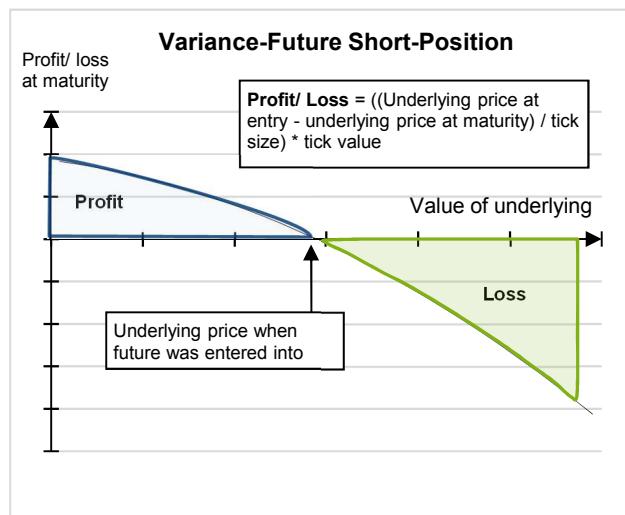 Variance-Future Short-Position
Profit/ loss
at maturity
Profit/ Loss = ((Underlying price at
entry - underlying price at maturity) / tick
size) * tick value
Profit
Value of underlying
Loss
Underlying price when
future was entered into